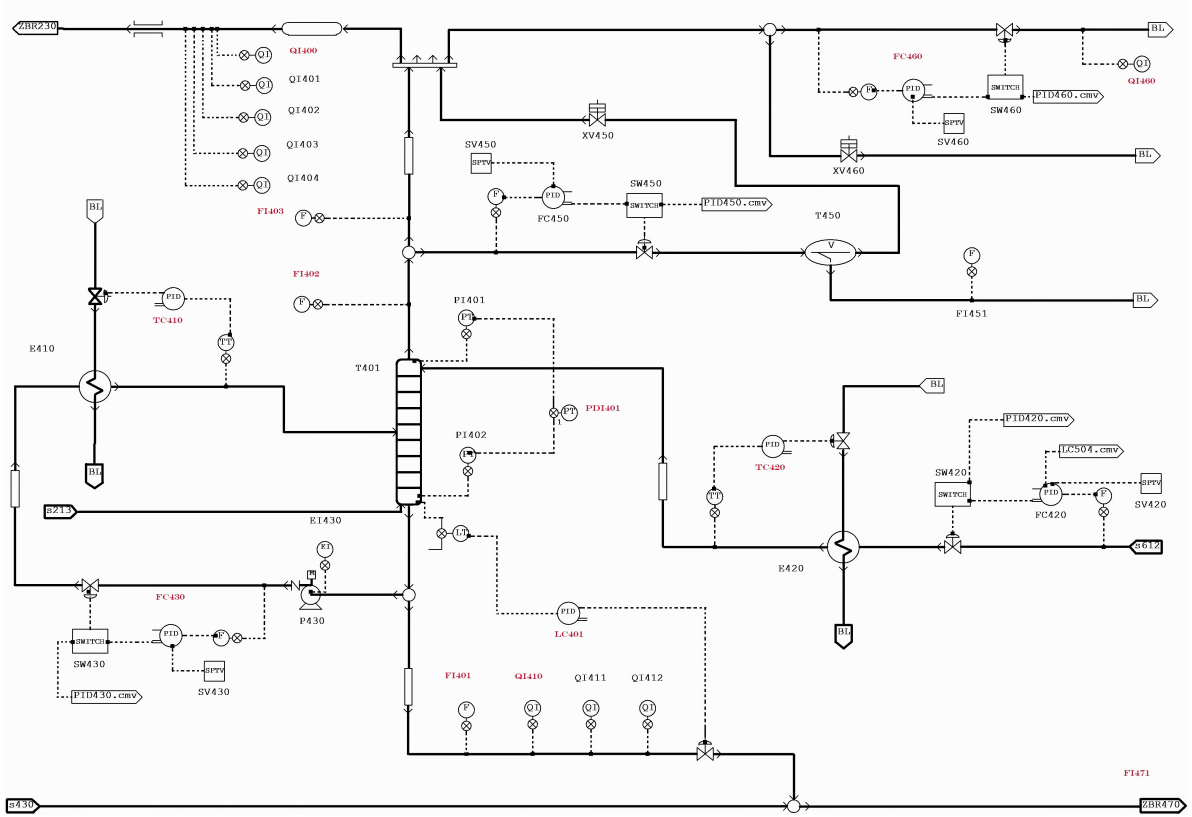 ZBR230
BL
QI
QI400
FC460
QI
QI460
QI
QI401
F
PID
SWITCH
PID460.cmv
SW460
QI
QI402
SPTV
SV460
XV450
QI
QI403
SV450
BL
SPTV
XV460
QI
QI404
SW450
F
PID
SWITCH
PID450.cmv
FC450
BL
FI403
F
T450
V
F
FI402
PI401
BL
PID
F
PT
FI451
TC410
TT
E410
T401
BL
PT
PDI401
1
PID420.cmv
PI402
PID
LC504.cmv
PT
TC420
BL
SW420
SPTV
TT
SWITCH
PID
F
SV420
s213
FC420
EI430
LT
s612
EI
E420
M
FC430
P430
PID
LC401
PID
F
BL
SWITCH
SW430
SPTV
SV430
FI401
QI410
QI411
QI412
PID430.cmv
F
QI
QI
QI
FI471
s430
ZBR470